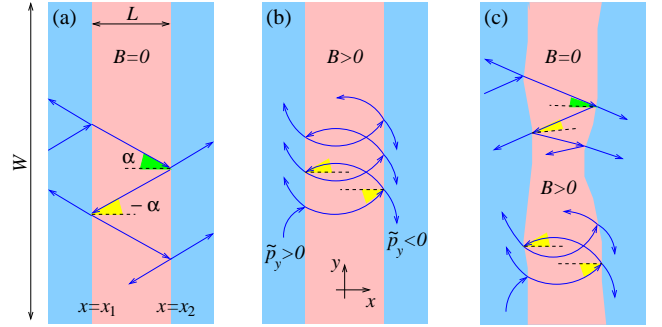 (a)
L
B=0
W
α
− α
x=x₁
x=x₂
(b)
B>0
p̃y>0
p̃y<0
y
x
(c)
B=0
B>0